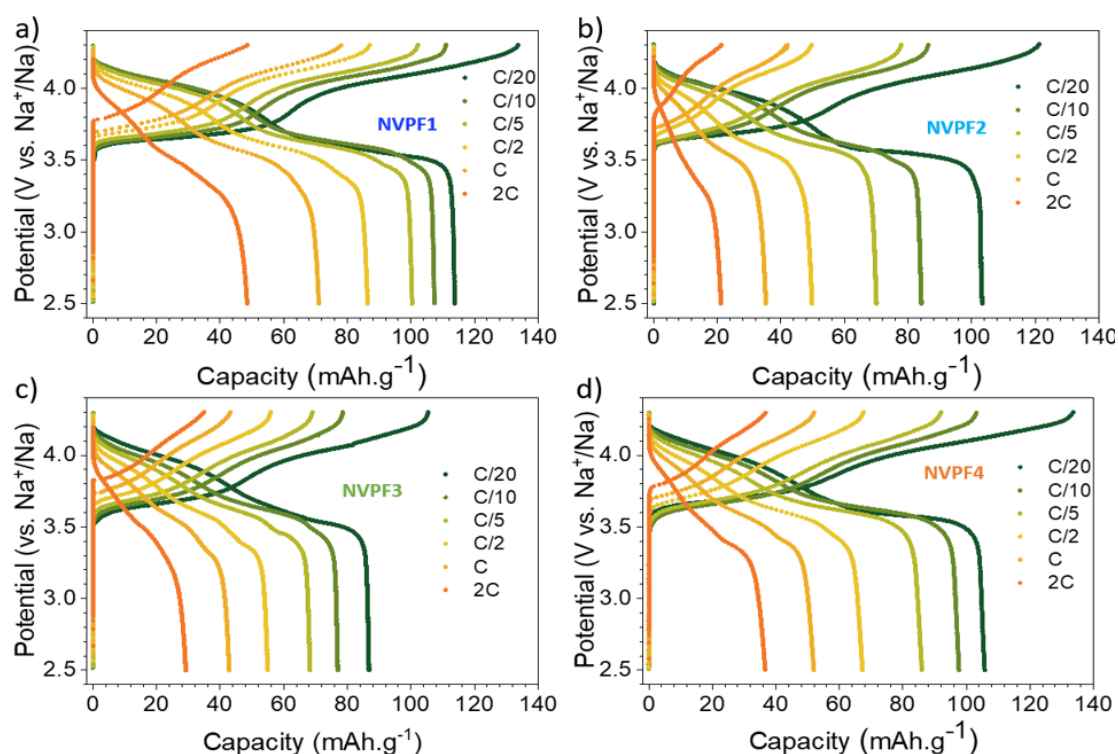 a)
Potential (V vs. Na⁺/Na)
4.0
3.5
3.0
2.5
NVPF1
C/20
C/10
C/5
C/2
C
2C
0 20 40 60 80 100 120 140
Capacity (mAh.g⁻¹)
b)
Potential (V vs. Na⁺/Na)
4.0
3.5
3.0
2.5
NVPF2
C/20
C/10
C/5
C/2
C
2C
0 20 40 60 80 100 120 140
Capacity (mAh.g⁻¹)
c)
Potential (vs. Na⁺/Na)
4.0
3.5
3.0
2.5
NVPF3
C/20
C/10
C/5
C/2
C
2C
0 20 40 60 80 100 120 140
Capacity (mAh.g⁻¹)
d)
Potential (V vs. Na⁺/Na)
4.0
3.5
3.0
2.5
NVPF4
C/20
C/10
C/5
C/2
C
2C
0 20 40 60 80 100 120 140
Capacity (mAh.g⁻¹)